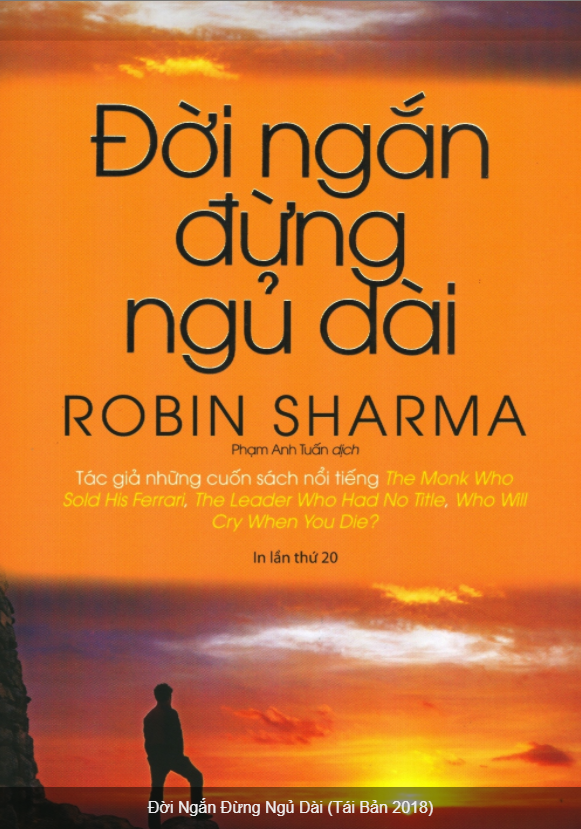 Đời ngắn
đừng
ngủ dài
ROBIN SHARMA
Phạm Anh Tuấn dịch
Tác giả những cuốn sách nổi tiếng The Monk Who
Sold His Ferrari, The Leader Who Had No Title, Who Will
Cry When You Die?
In lần thứ 20
Đời Ngắn Đừng Ngủ Dài (Tái Bản 2018)